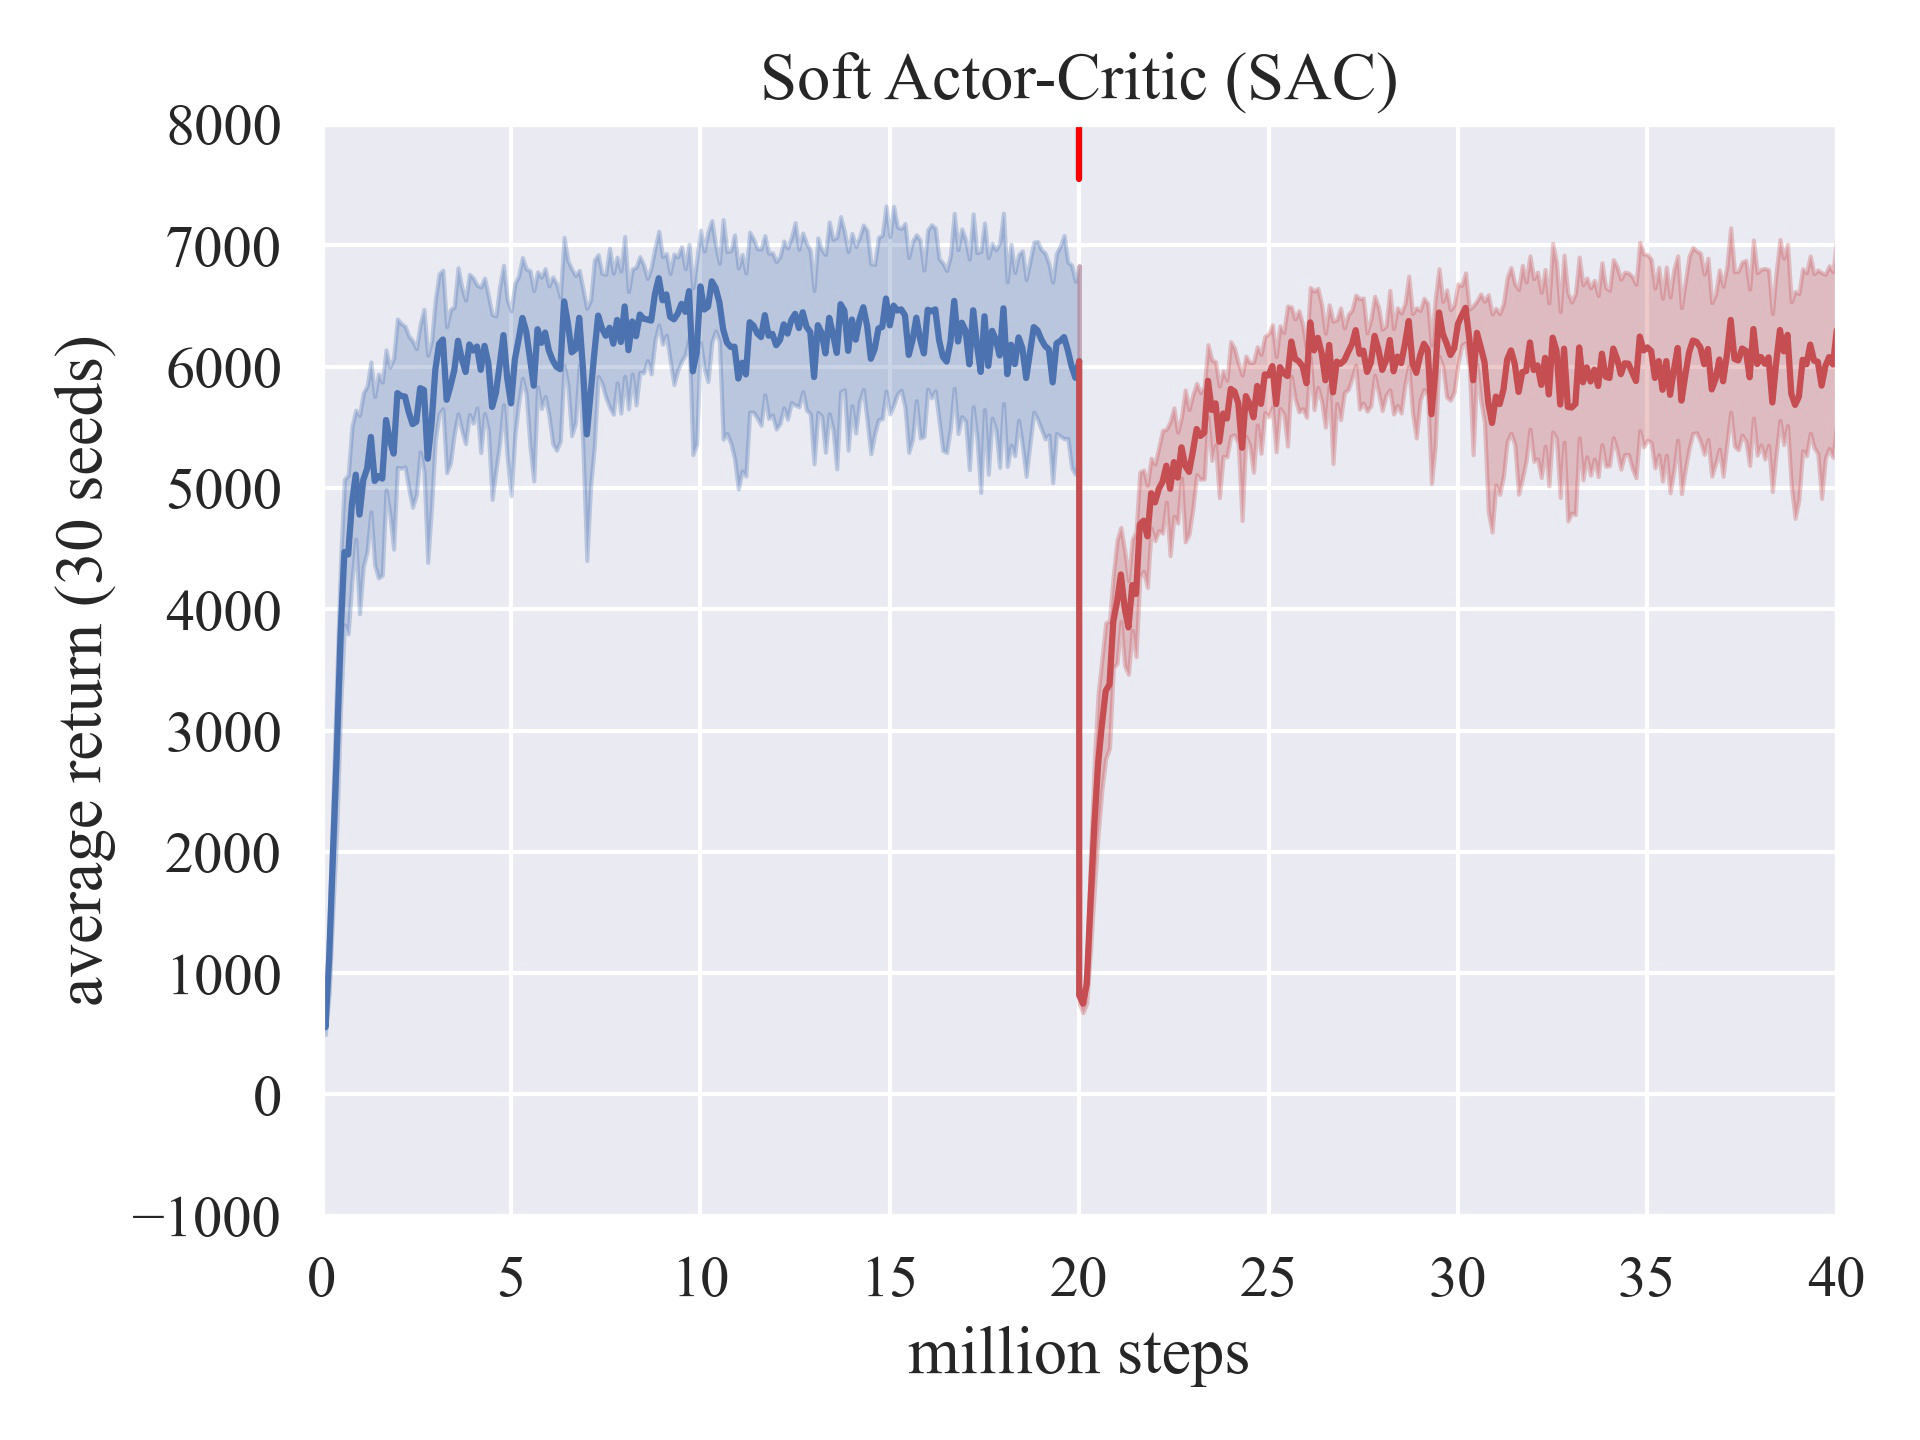 Soft Actor-Critic (SAC)
8000
7000
6000
5000
4000
3000
2000
1000
0
−1000
average return (30 seeds)
0 5 10 15 20 25 30 35 40
million steps